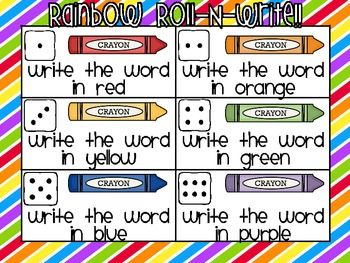 Rainbow Roll-n-Write!!
CRAYON
write the word
in red
CRAYON
write the word
in orange
CRAYON
write the word
in yellow
CRAYON
write the word
in green
CRAYON
write the word
in blue
CRAYON
write the word
in purple